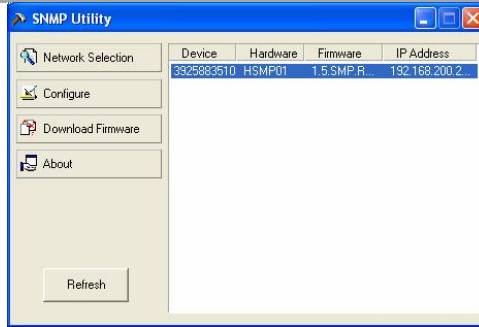 SNMP Utility
Network Selection
Configure
Download Firmware
About
Refresh
Device Hardware Firmware IP Address
3925883510 HSMP01 1.5.SMP.R... 192.168.200.2...